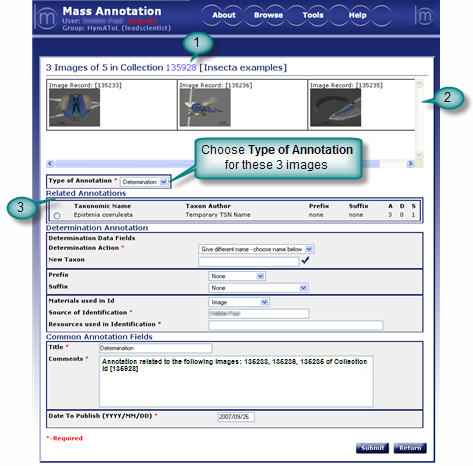 Mass Annotation
User:
Group: HymAToL (leadscientist)
About Browse Tools Help
m
m
1
3 Images of 5 in Collection 135928 [Insecta examples]
Image Record: [135233] Image Record: [135236] Image Record: [135235]
2
Choose Type of Annotation
for these 3 images
Type of Annotation * Determination
3
Related Annotations
Taxonomic Name Taxon Author Prefix Suffix A D S
Epistenia coeruleata Temporary TSN Name none none 3 0 1
Determination Annotation
Determination Data Fields
Determination Action * Give different name - choose name below
New Taxon
Prefix None
Suffix None
Materials used in Id Image
Source of Identification *
Resources used in Identification *
Common Annotation Fields
Title * Determination
Comments * Annotation related to the following images: 135233, 135236, 135235 of Collection
id [135928]
Date To Publish (YYYY/MM/DD) * 2007/09/26
*-Required
Submit Return